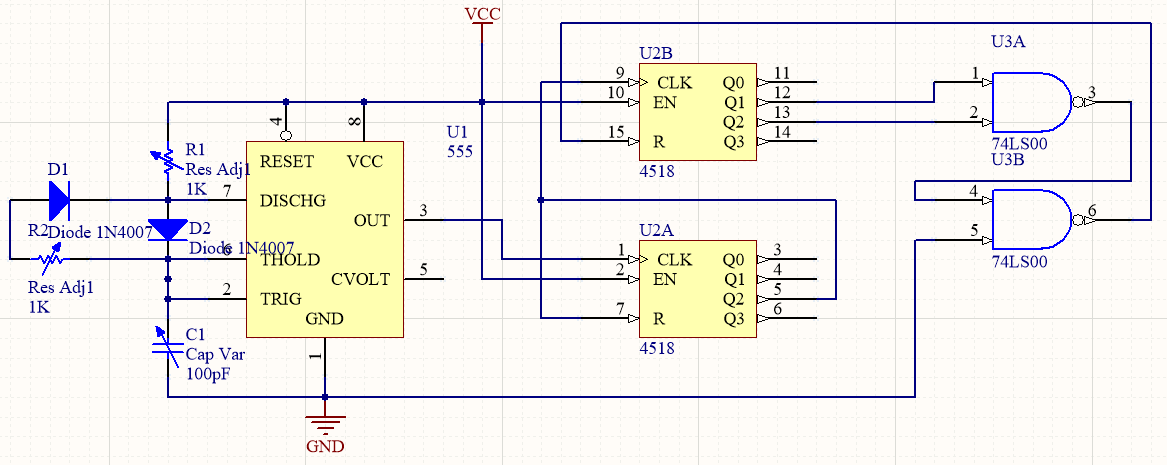 VCC
U3A
U2B
9 CLK Q0 11
10 EN Q1 12
Q2 13
15 R Q3 14
4518
1
2
3
74LS00
U3B
4
5
6
74LS00
4
8
U1
555
RESET VCC
R1
Res Adj1
1K
7 DISCHG
OUT 3
D1
R2
Diode 1N4007
D2
Diode 1N4007
6 THOLD
CVOLT 5
Res Adj1
1K
2 TRIG
GND
1
C1
Cap Var
100pF
U2A
1 CLK Q0 3
2 EN Q1 4
Q2 5
7 R Q3 6
4518
GND